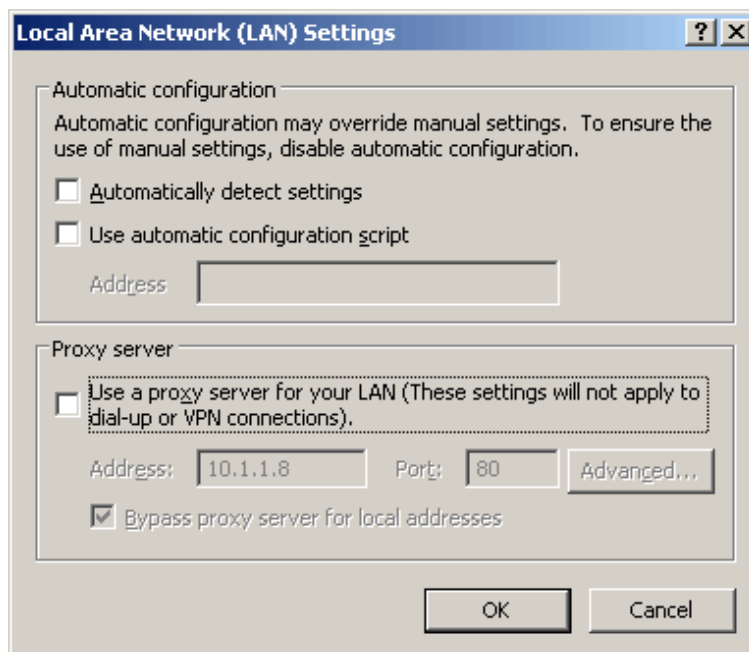 Local Area Network (LAN) Settings
Automatic configuration
Automatic configuration may override manual settings. To ensure the
use of manual settings, disable automatic configuration.
Automatically detect settings
Use automatic configuration script
Address
Proxy server
Use a proxy server for your LAN (These settings will not apply to
dial-up or VPN connections).
Address: 10.1.1.8 Port: 80 Advanced...
Bypass proxy server for local addresses
OK Cancel